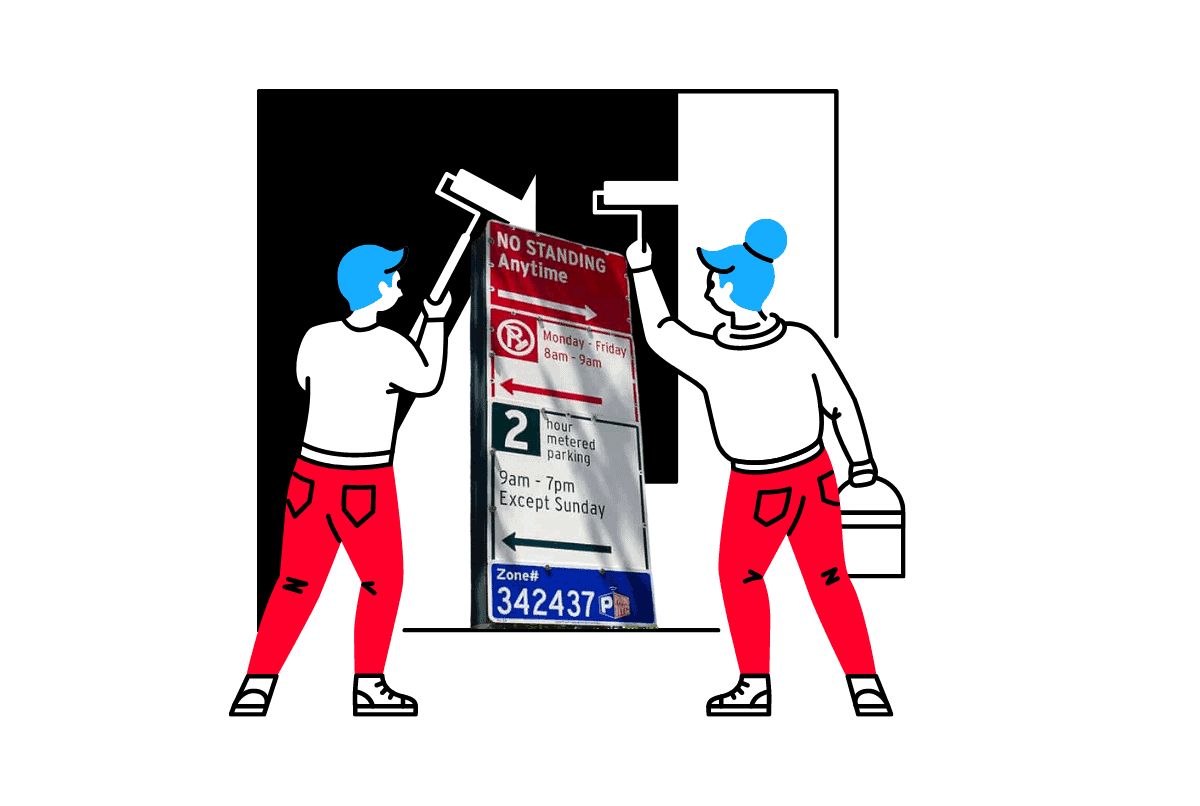 NO STANDING
Anytime
Monday - Friday
8am - 9am
2
hour
metered
parking
9am - 7pm
Except Sunday
Zone#
342437
P